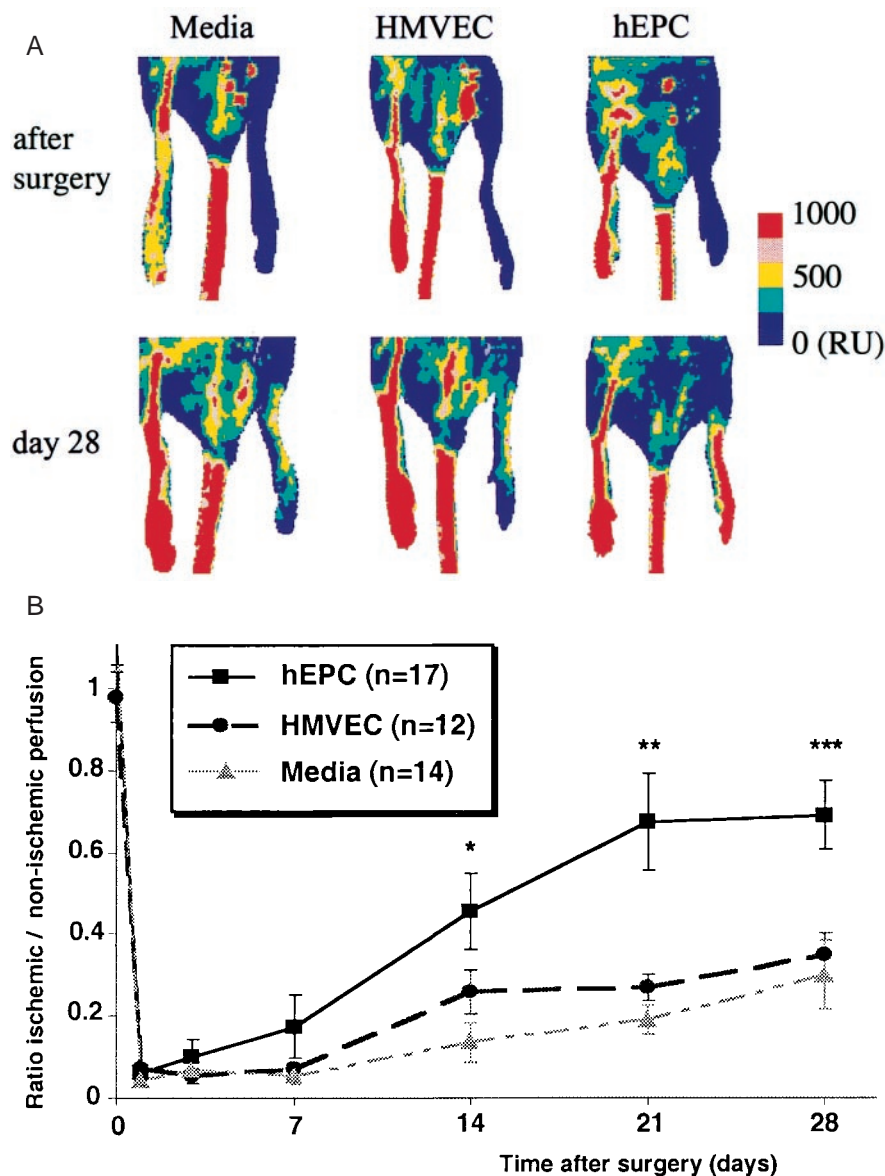 A
Media HMVEC hEPC
after
surgery
1000
500
0 (RU)
day 28
B
Ratio ischemic / non-ischemic perfusion
1
0.8
0.6
0.4
0.2
0
hEPC (n=17)
HMVEC (n=12)
Media (n=14)
*
**
***
0 7 14 21 28
Time after surgery (days)